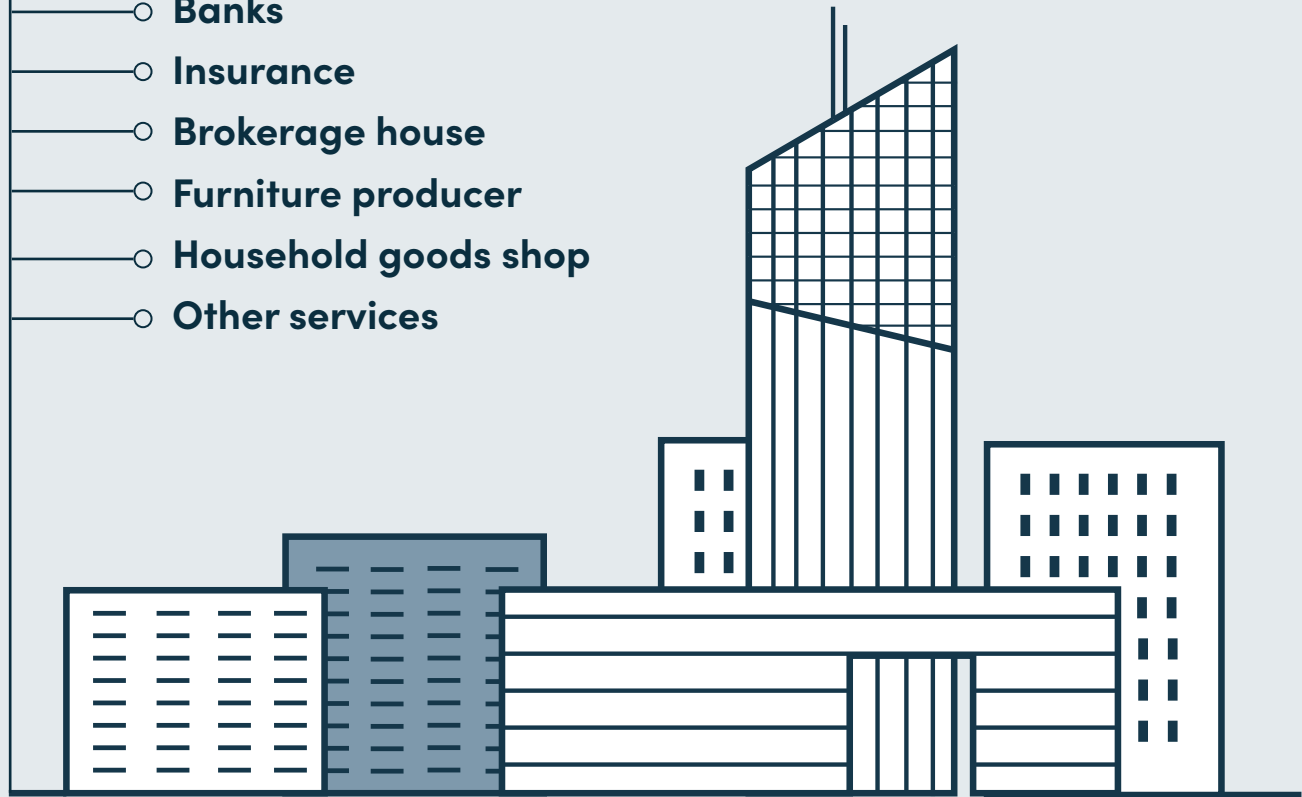 Banks
Insurance
Brokerage house
Furniture producer
Household goods shop
Other services